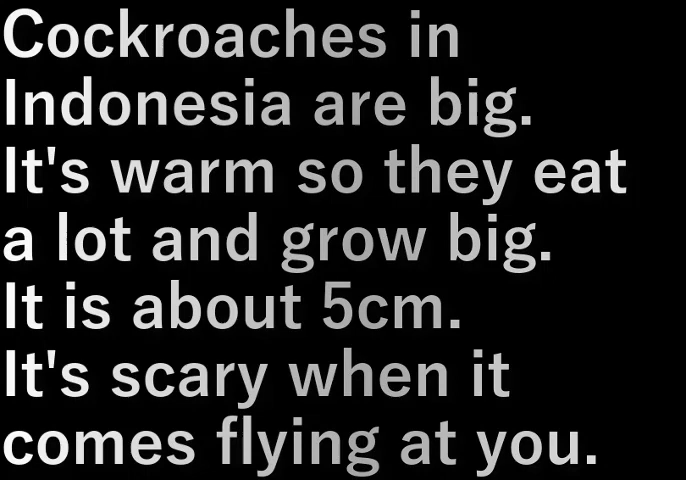 Cockroaches in
Indonesia are big.
It's warm so they eat
a lot and grow big.
It is about 5cm.
It's scary when it
comes flying at you.